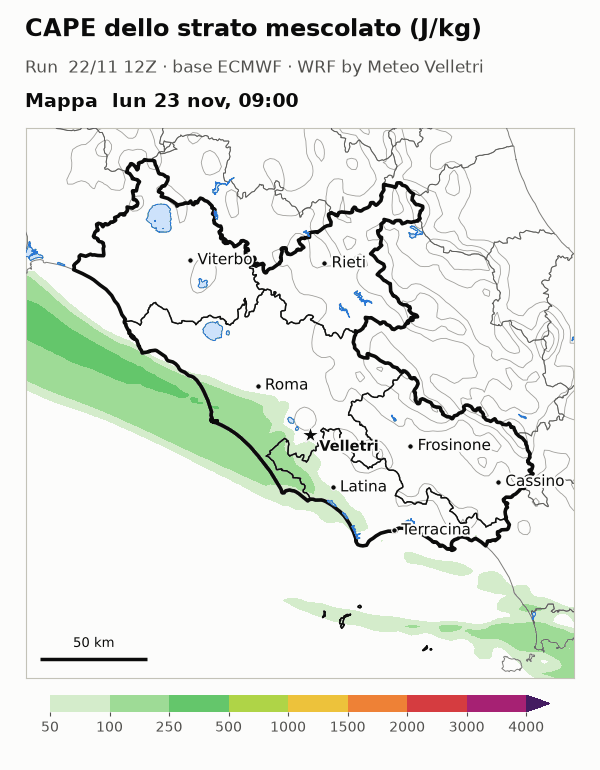 CAPE dello strato mescolato (J/kg)
Run  22/11 12Z · base ECMWF · WRF by Meteo Velletri
Mappa  lun 23 nov, 09:00
Viterbo
Rieti
Roma
Velletri
Frosinone
Latina
Cassino
Terracina
50 km
50 100 250 500 1000 1500 2000 3000 4000